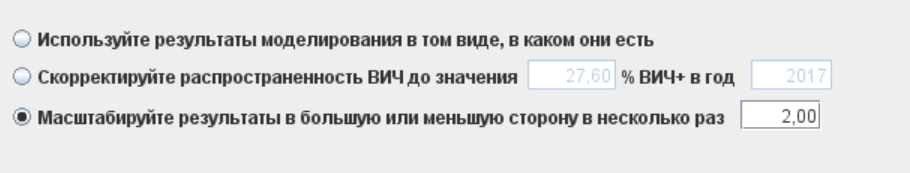 Используйте результаты моделирования в том виде, в каком они есть
Скорректируйте распространенность ВИЧ до значения 27,60 % ВИЧ+ в год 2017
Масштабируйте результаты в большую или меньшую сторону в несколько раз 2,00